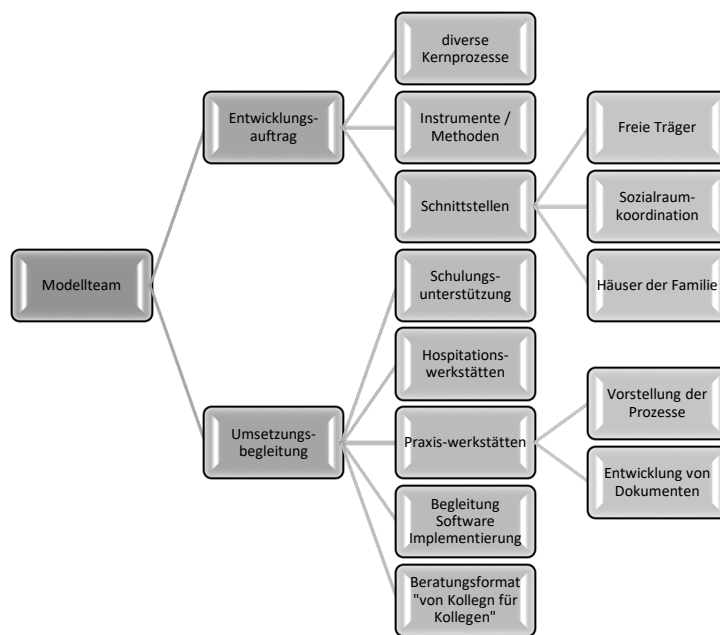 Modellteam
Entwicklungs-
auftrag
diverse
Kernprozesse
Instrumente /
Methoden
Schnittstellen
Freie Träger
Sozialraum-
koordination
Häuser der Familie
Umsetzungs-
begleitung
Schulungs-
unterstützung
Hospitations-
werkstätten
Praxis-werkstätten
Vorstellung der
Prozesse
Entwicklung von
Dokumenten
Begleitung
Software
Implementierung
Beratungsformat
"von Kollegn für
Kollegen"